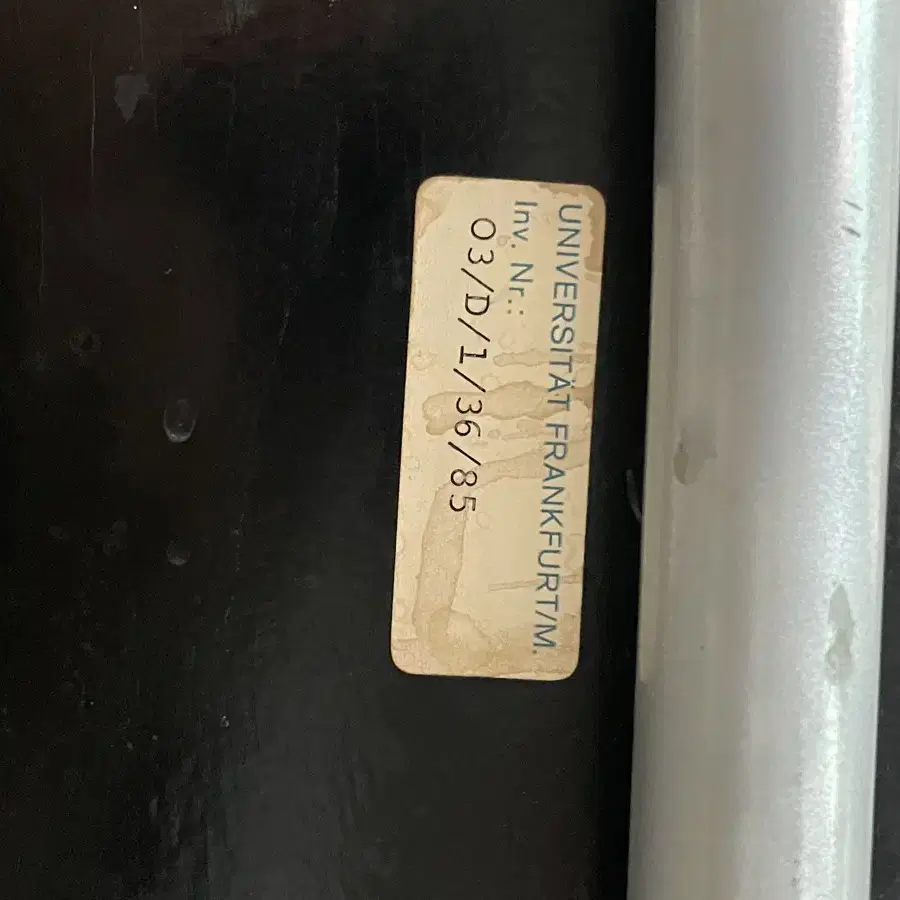 UNIVERSITÄT FRANKFURT/M.
Inv. Nr.:
03/D/1/36/85